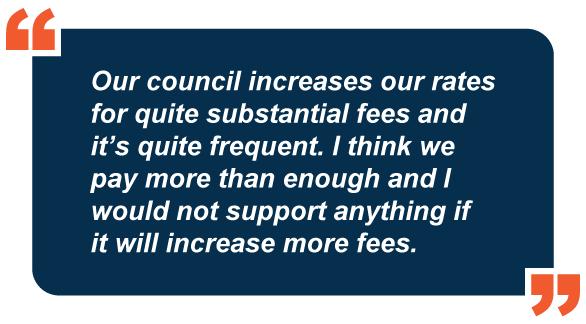 Our council increases our rates
for quite substantial fees and
it’s quite frequent. I think we
pay more than enough and I
would not support anything if
it will increase more fees.